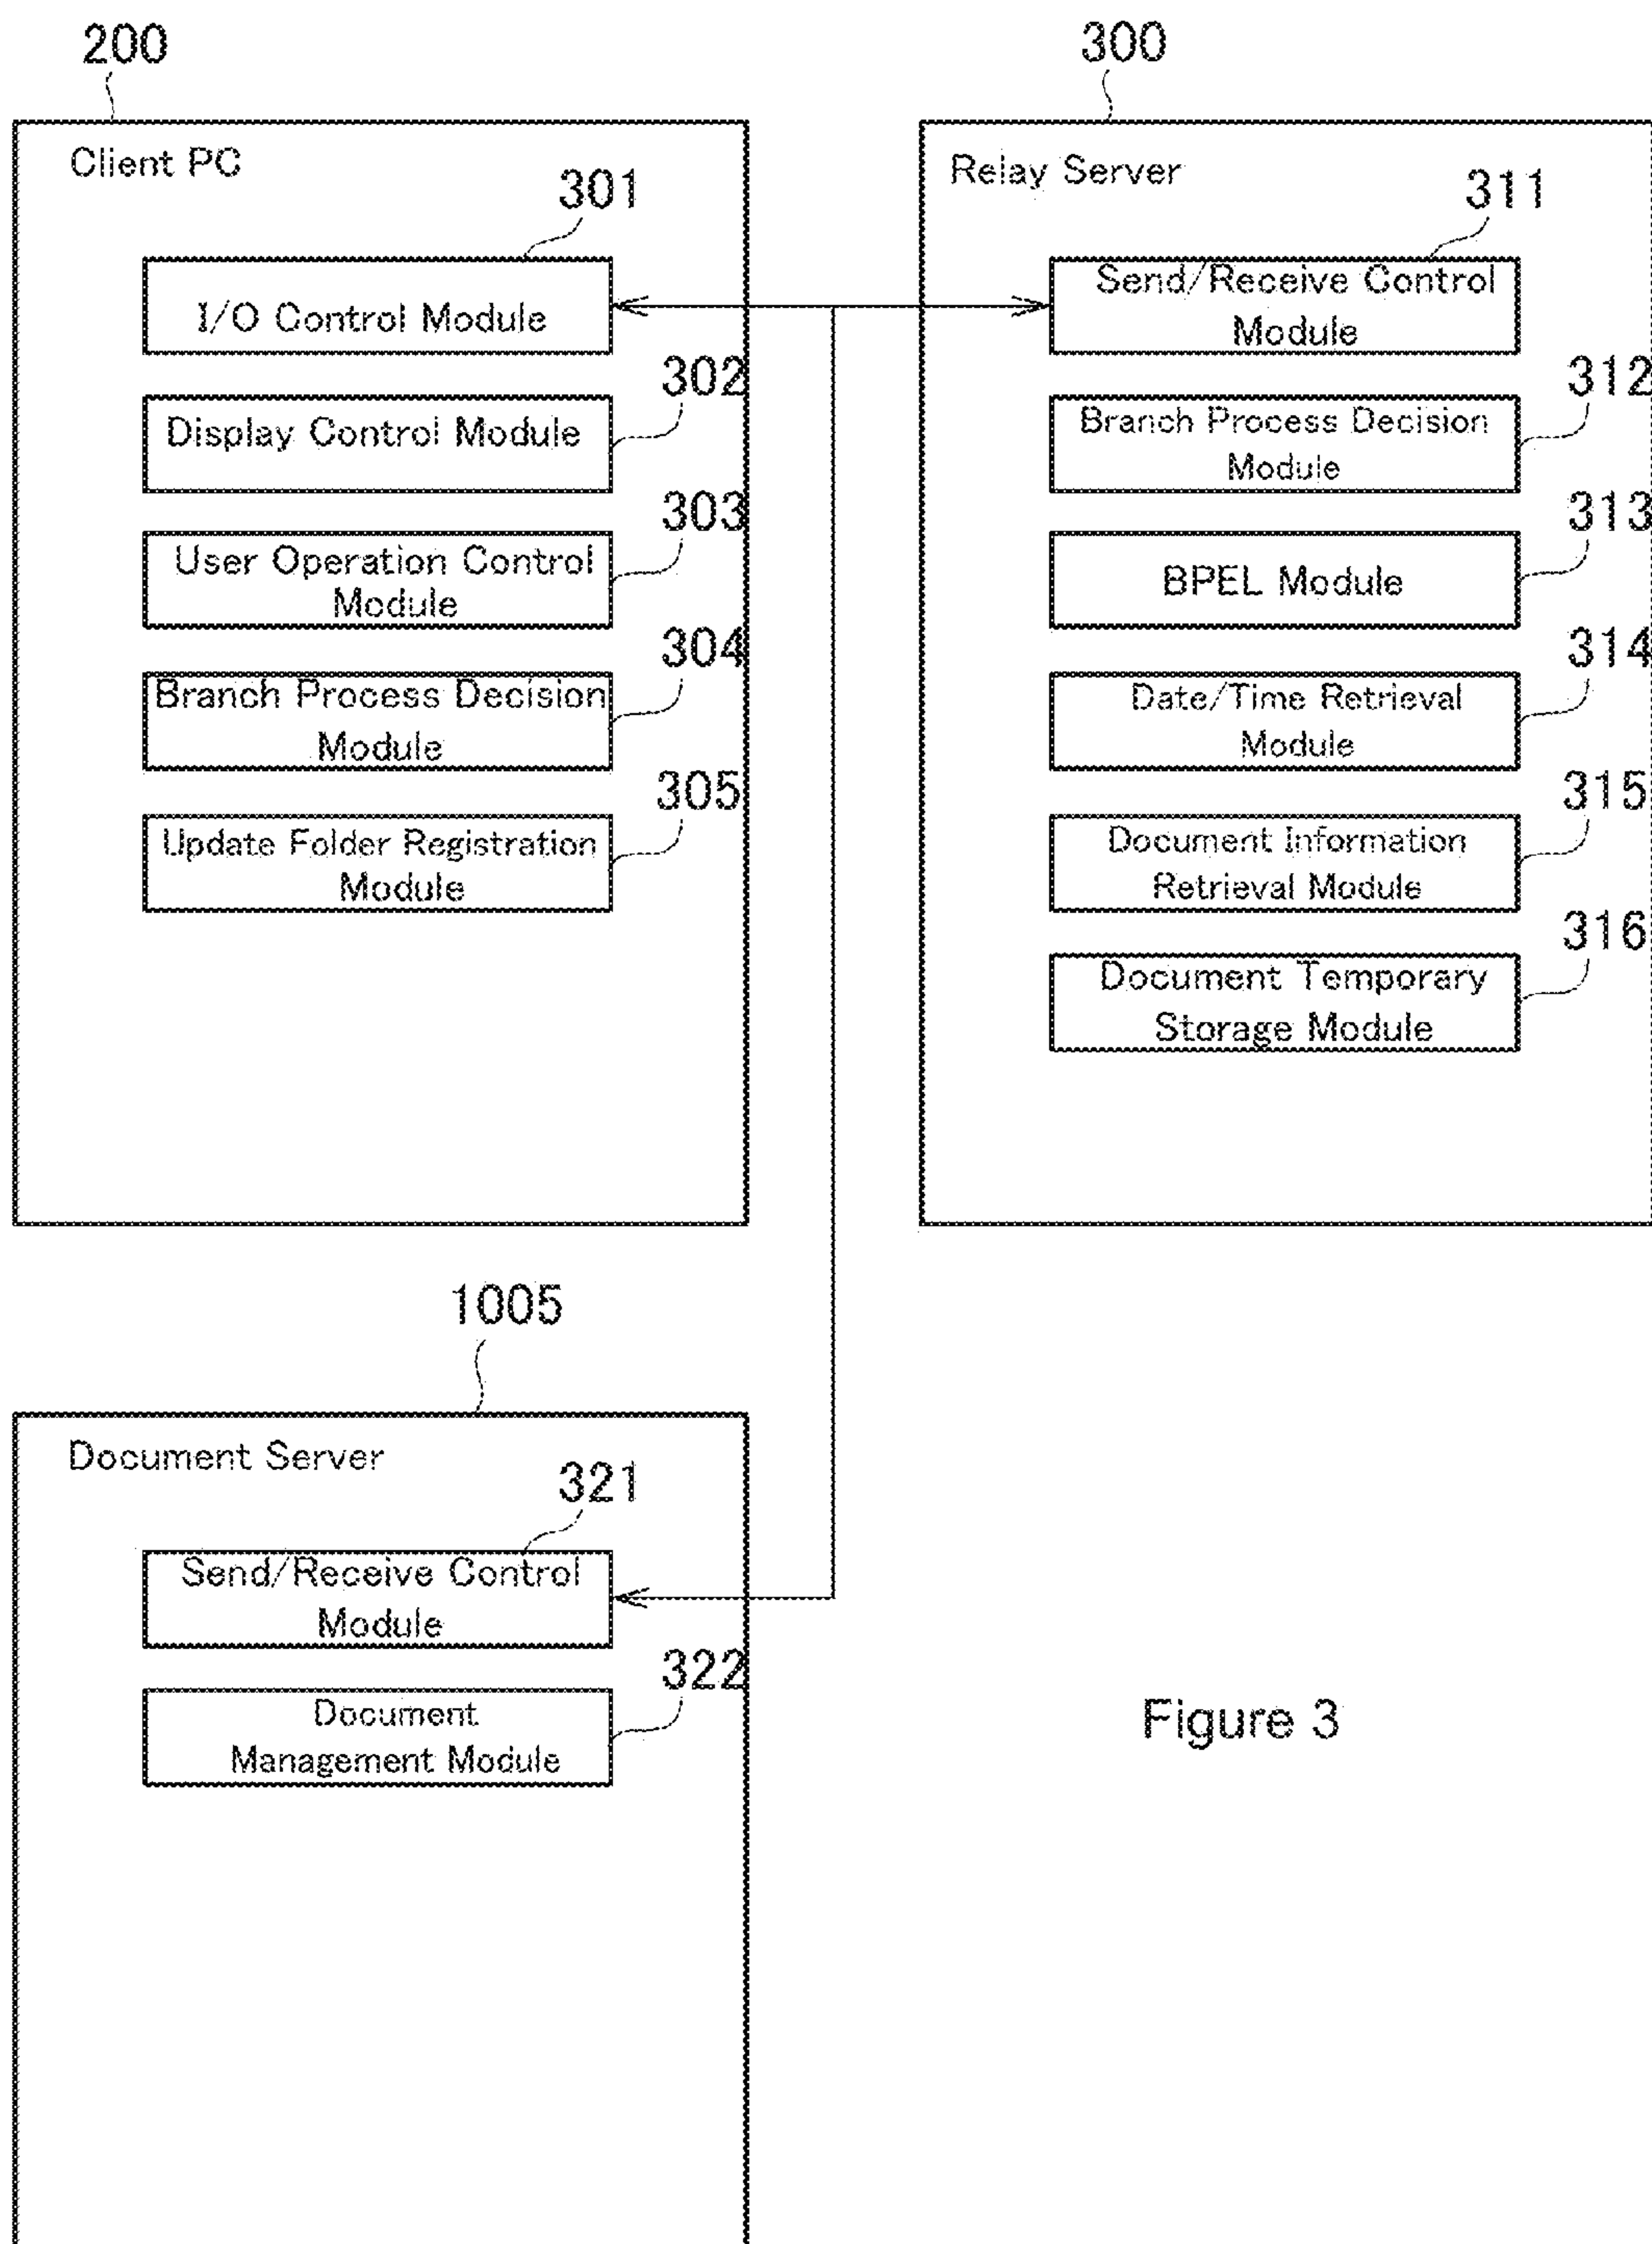 200
Client PC
301
I/O Control Module
302
Display Control Module
303
User Operation Control
Module
304
Branch Process Decision
Module
305
Update Folder Registration
Module
300
Relay Server
311
Send/Receive Control
Module
312
Branch Process Decision
Module
313
BPEL Module
314
Date/Time Retrieval
Module
315
Document Information
Retrieval Module
316
Document Temporary
Storage Module
1005
Document Server
321
Send/Receive Control
Module
322
Document
Management Module
Figure 3